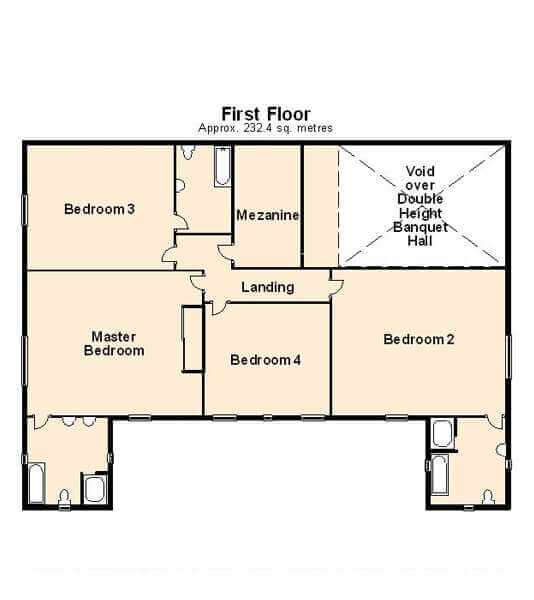 First Floor
Approx. 232.4 sq. metres
Void
over
Double
Height
Banquet
Hall
Bedroom 3
Mezanine
Landing
Master
Bedroom
Bedroom 4
Bedroom 2